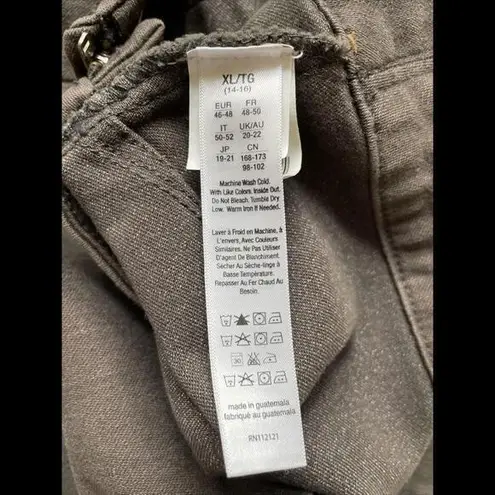 XL/TG
(14-16)
EUR FR
46-48 48-50
IT UK/AU
50-52 20-22
JP CN
19-21 168-173
98-102
Machine Wash Cold.
With Like Colors. Inside Out.
Do Not Bleach. Tumble Dry
Low. Warm Iron If Needed.
Laver à Froid en Machine, à
L'envers, Avec Couleurs
Similaires. Ne Pas Utiliser
D'agent De Blanchiment.
Sécher Au Sèche-linge à
Basse Température.
Repasser Au Fer Chaud Au
Besoin.
30
made in guatemala
fabriqué au guatemala
RN112121